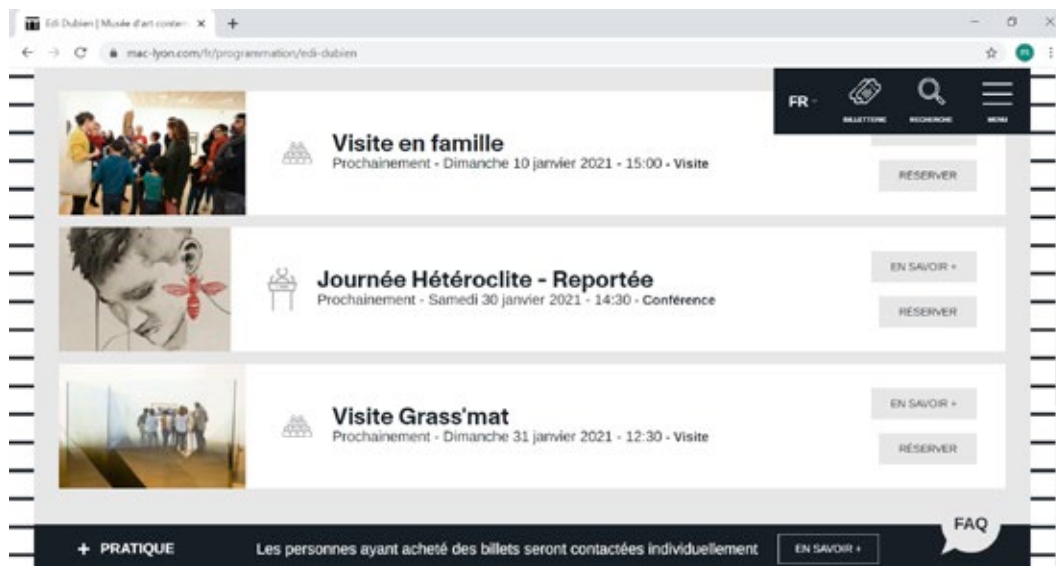 Edi Dubien | Musée d'art contem
mac-lyon.com/fr/programmation/edi-dubien
m
FR
BILLETTERIE
RECHERCHE
MENU
Visite en famille
Prochainement - Dimanche 10 janvier 2021 - 15:00 - Visite
RÉSERVER
Journée Hétéroclite - Reportée
Prochainement - Samedi 30 janvier 2021 - 14:30 - Conférence
EN SAVOIR +
RÉSERVER
Visite Grass'mat
Prochainement - Dimanche 31 janvier 2021 - 12:30 - Visite
EN SAVOIR +
RÉSERVER
FAQ
+ PRATIQUE
Les personnes ayant acheté des billets seront contactées individuellement
EN SAVOIR +